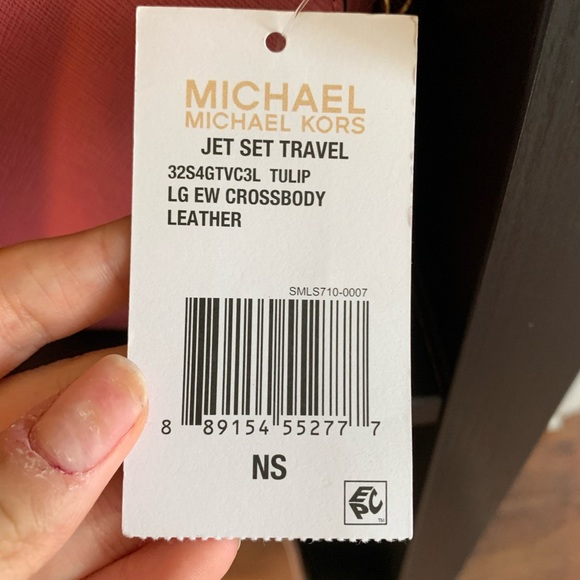 MICHAEL
MICHAEL KORS
JET SET TRAVEL
32S4GTVC3L TULIP
LG EW CROSSBODY
LEATHER
SMLS710-0007
8 89154 55277 7
NS
EPC
TM